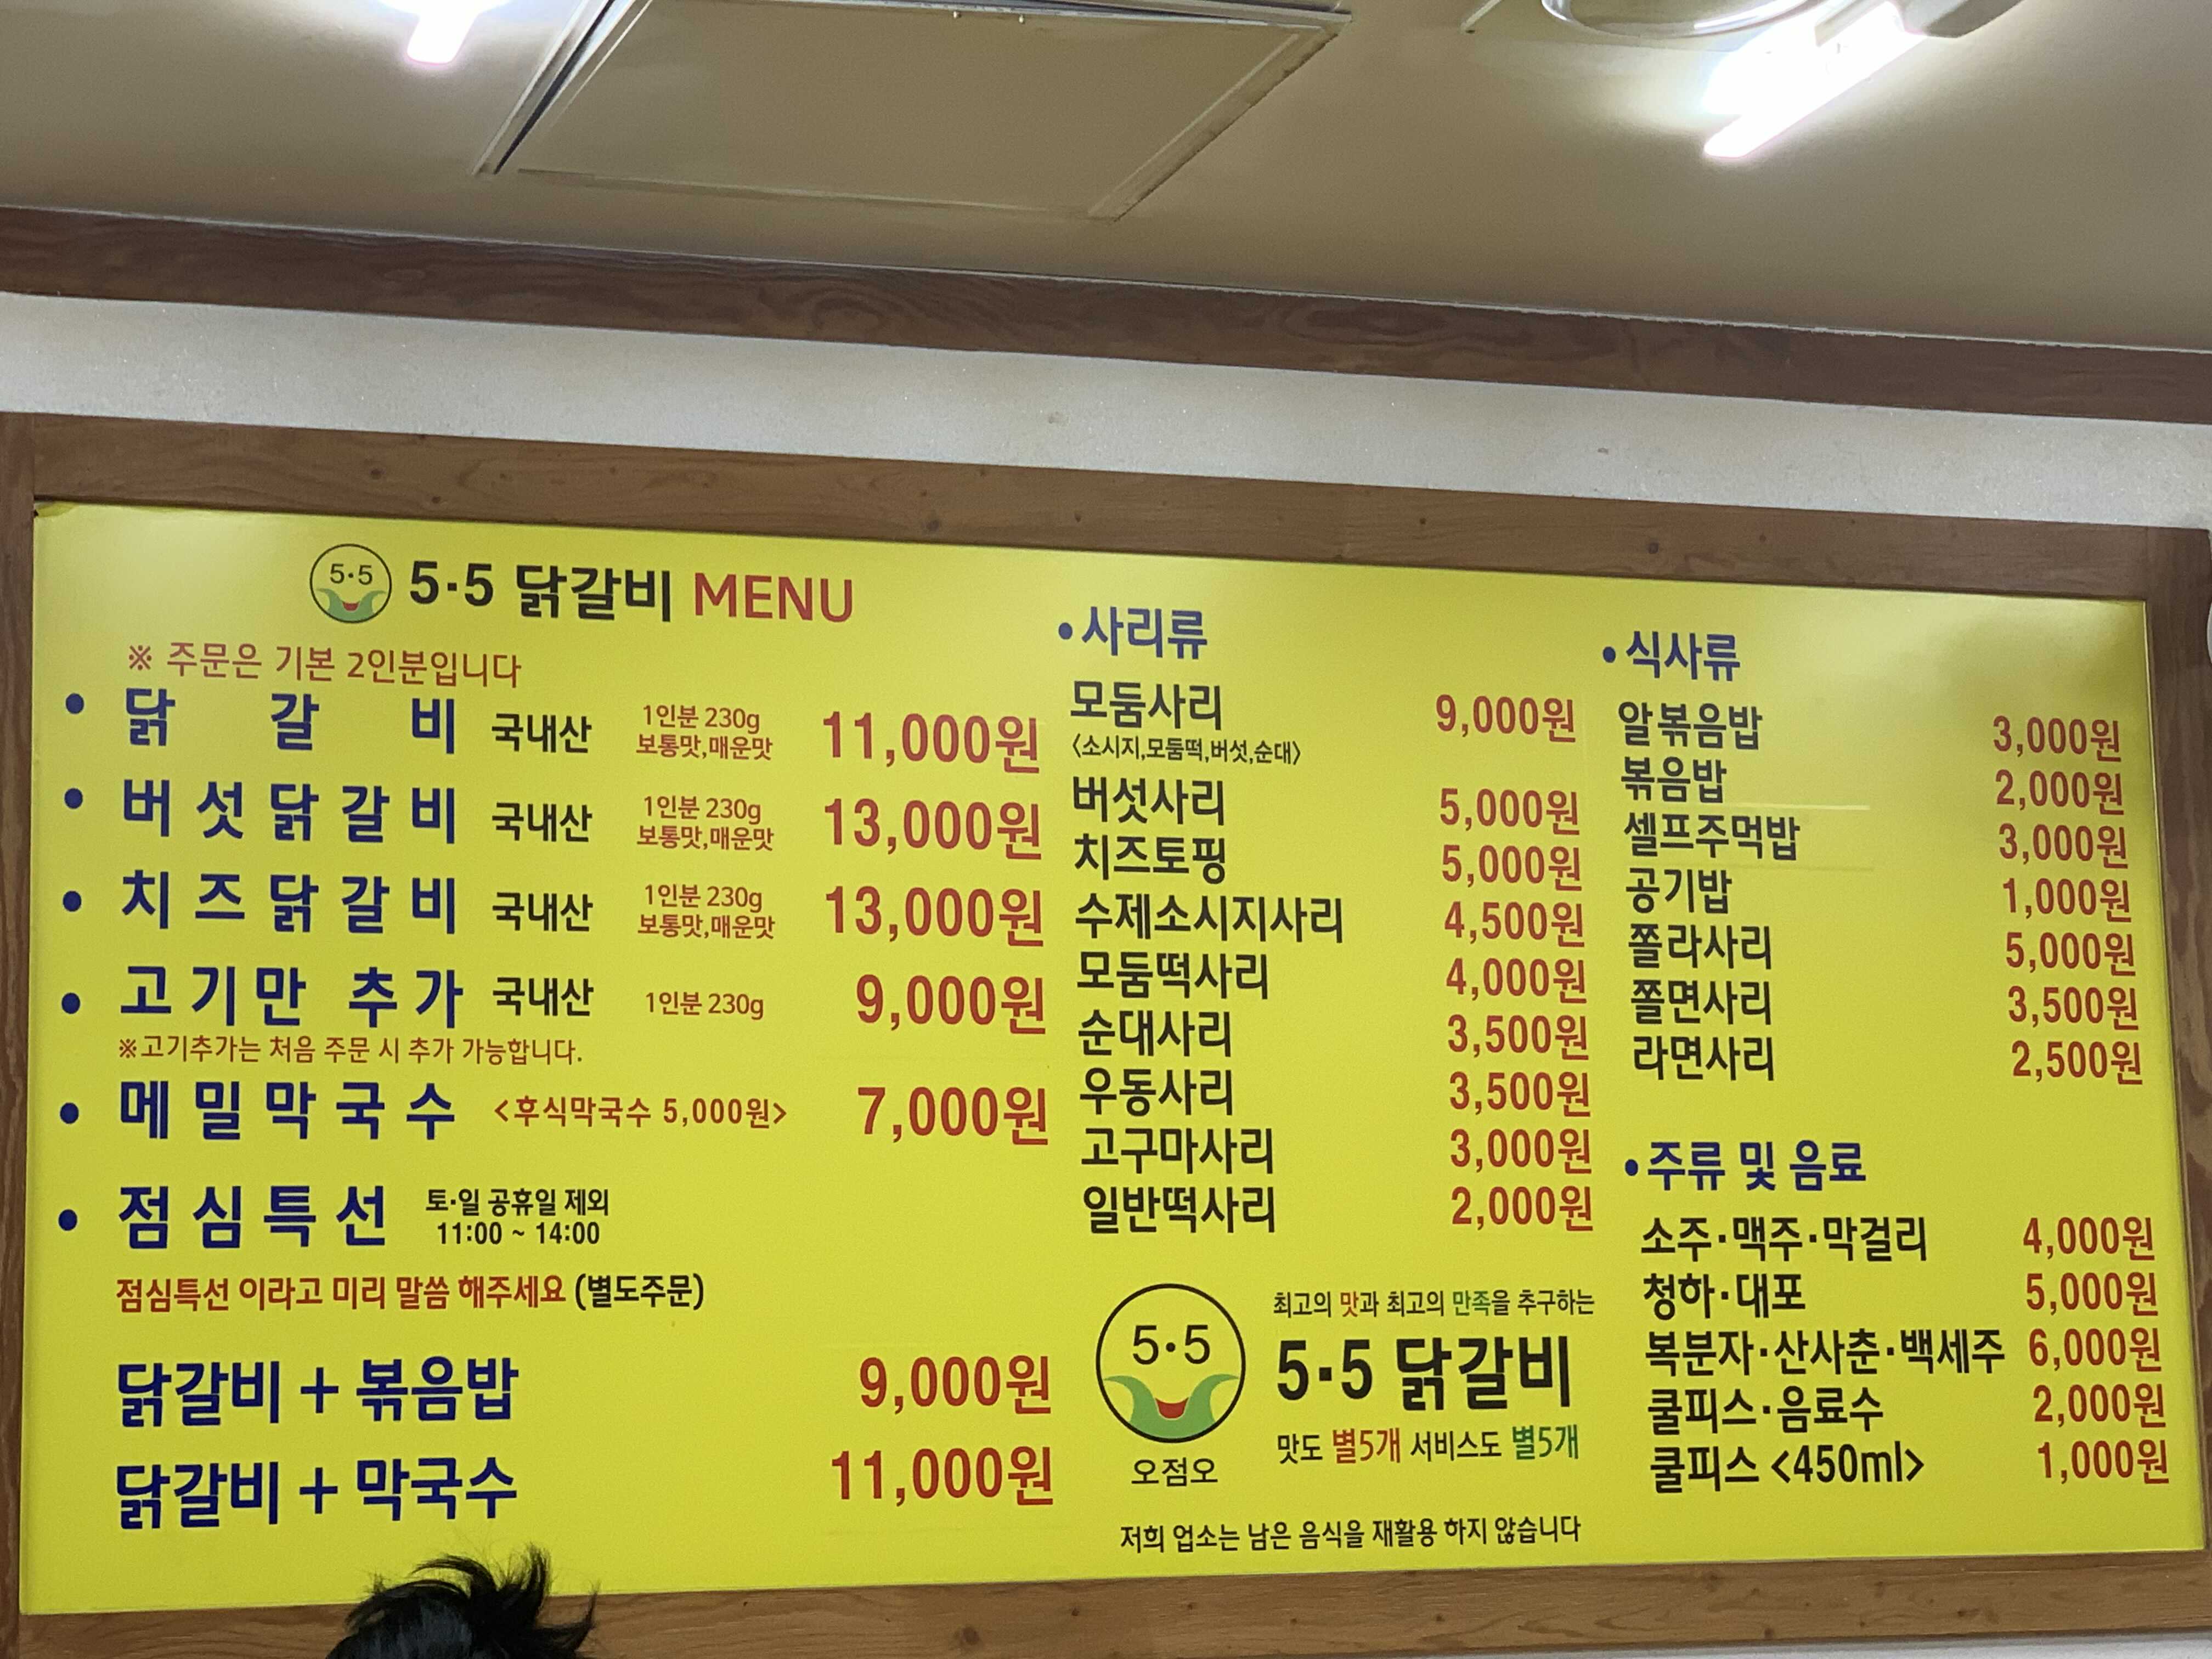 5·5
5·5 닭갈비 MENU
※ 주문은 기본 2인분입니다
• 닭 갈 비 국내산 1인분 230g 보통맛,매운맛 11,000원
• 버섯닭갈비 국내산 1인분 230g 보통맛,매운맛 13,000원
• 치즈닭갈비 국내산 1인분 230g 보통맛,매운맛 13,000원
• 고기만 추가 국내산 1인분 230g 9,000원
※고기추가는 처음 주문 시 추가 가능합니다.
• 메밀막국수 <후식막국수 5,000원> 7,000원
• 점심특선 토·일 공휴일 제외
11:00 ~ 14:00
점심특선 이라고 미리 말씀 해주세요 (별도주문)
닭갈비 + 볶음밥 9,000원
닭갈비 + 막국수 11,000원
• 사리류
모둠사리 9,000원
<소시지,모둠떡,버섯,순대>
버섯사리 5,000원
치즈토핑 5,000원
수제소시지사리 4,500원
모둠떡사리 4,000원
순대사리 3,500원
우동사리 3,500원
고구마사리 3,000원
일반떡사리 2,000원
5·5
오점오
최고의 맛과 최고의 만족을 추구하는
5·5 닭갈비
맛도 별5개 서비스도 별5개
저희 업소는 남은 음식을 재활용 하지 않습니다
• 식사류
알볶음밥 3,000원
볶음밥 2,000원
셀프주먹밥 3,000원
공기밥 1,000원
쫄라사리 5,000원
쫄면사리 3,500원
라면사리 2,500원
• 주류 및 음료
소주·맥주·막걸리 4,000원
청하·대포 5,000원
복분자·산사춘·백세주 6,000원
쿨피스·음료수 2,000원
쿨피스 <450ml> 1,000원